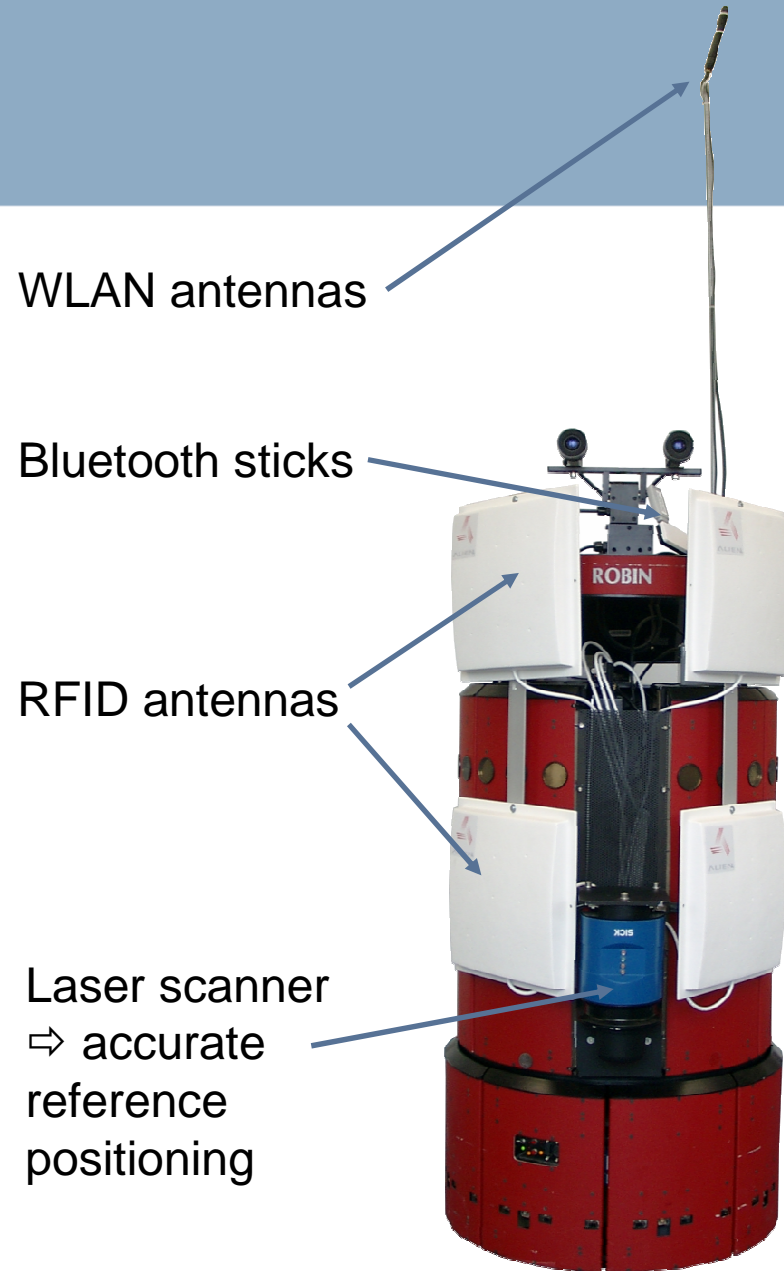 WLAN antennas
Bluetooth sticks
ROBIN
RFID antennas
SICK
Laser scanner
⇨ accurate
reference
positioning